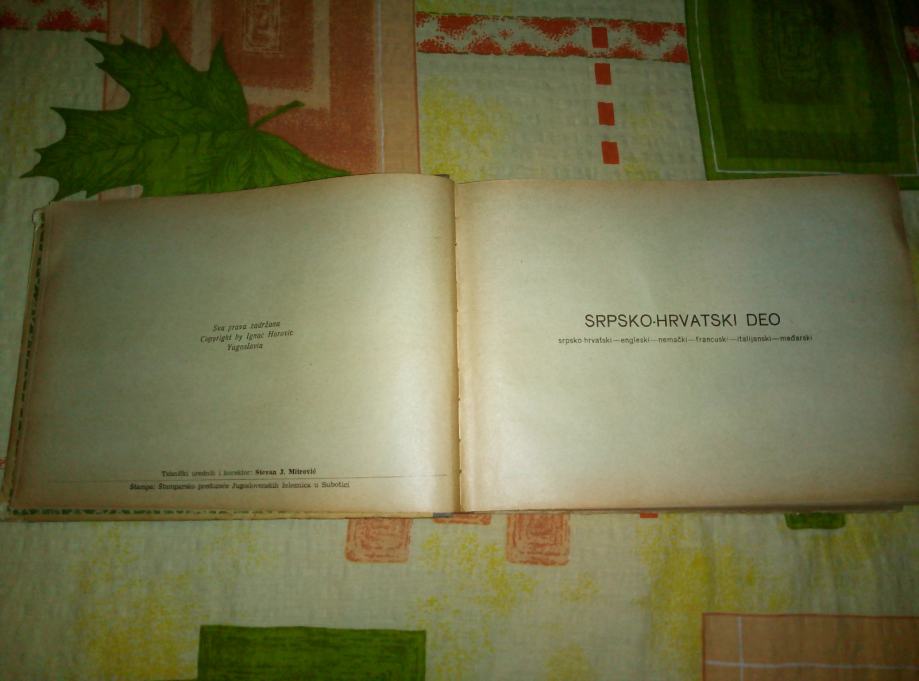 Sva prava zadržana
Copyright by Ignac Horovic
Yugoslavia
Tehnički urednik i korektor: Stevan J. Mitrović
Štampa: Štamparsko preduzeće Jugoslovenskih železnica u Subotici
SRPSKO-HRVATSKI DEO
srpsko-hrvatski—engleski—nemački—francuski—italijanski—mađarski